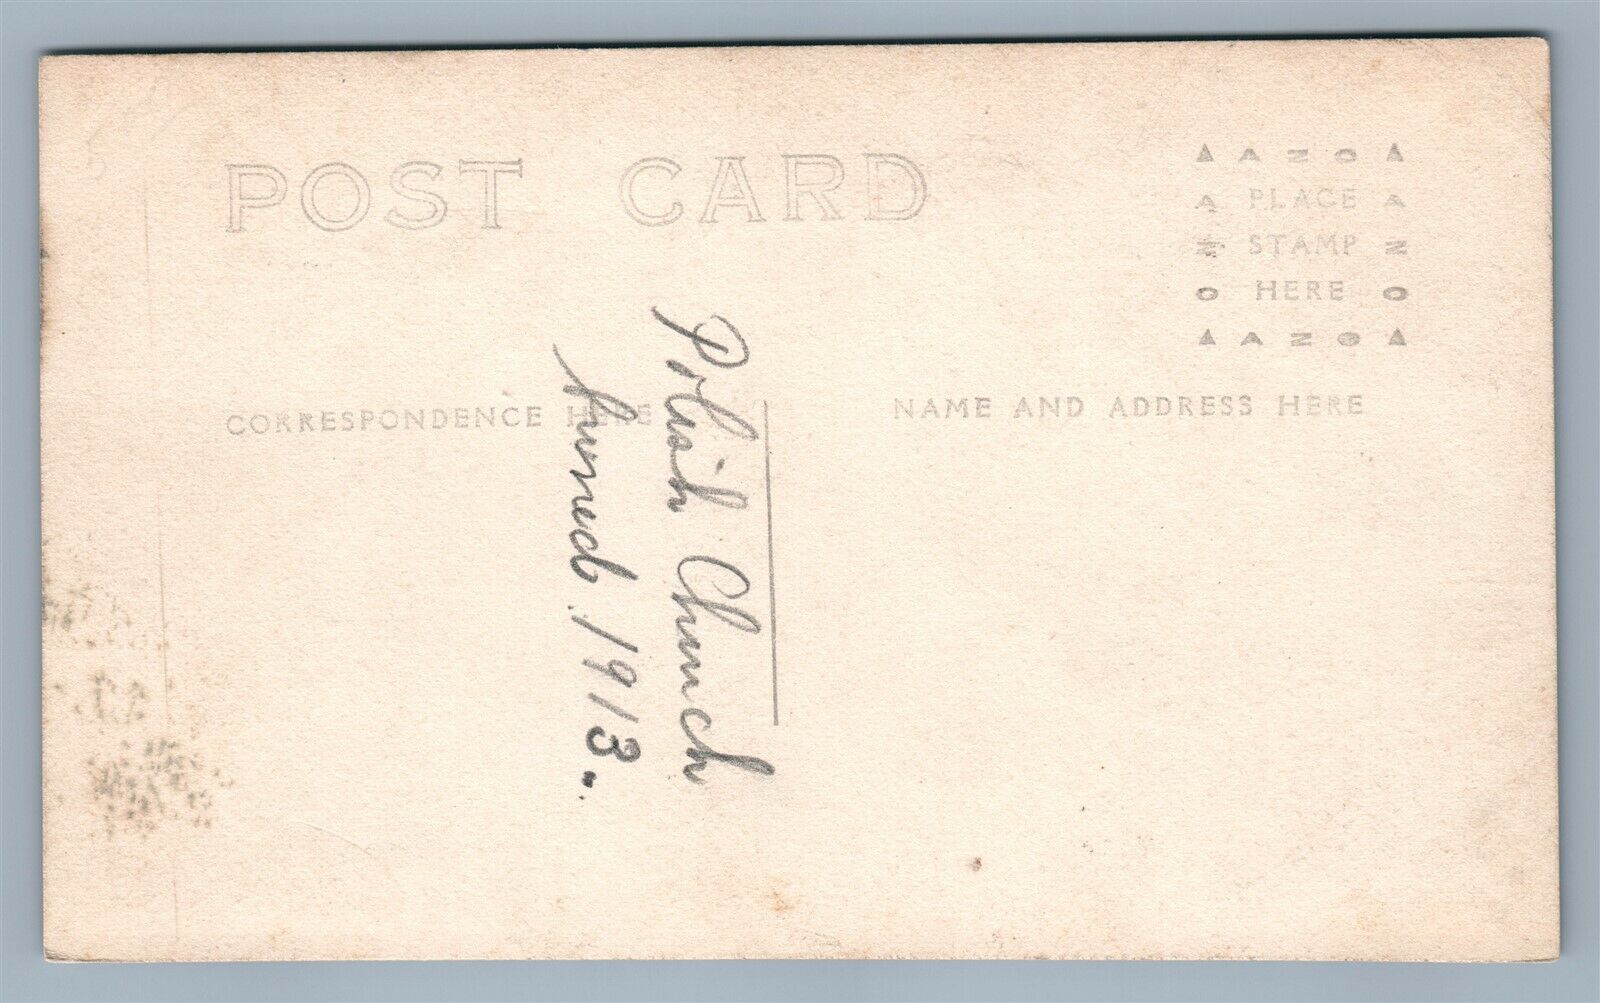 POST CARD
AZO
A PLACE A
Z STAMP Z
O HERE O
AZO
CORRESPONDENCE HERE
NAME AND ADDRESS HERE
Polish Church
burned 1913.